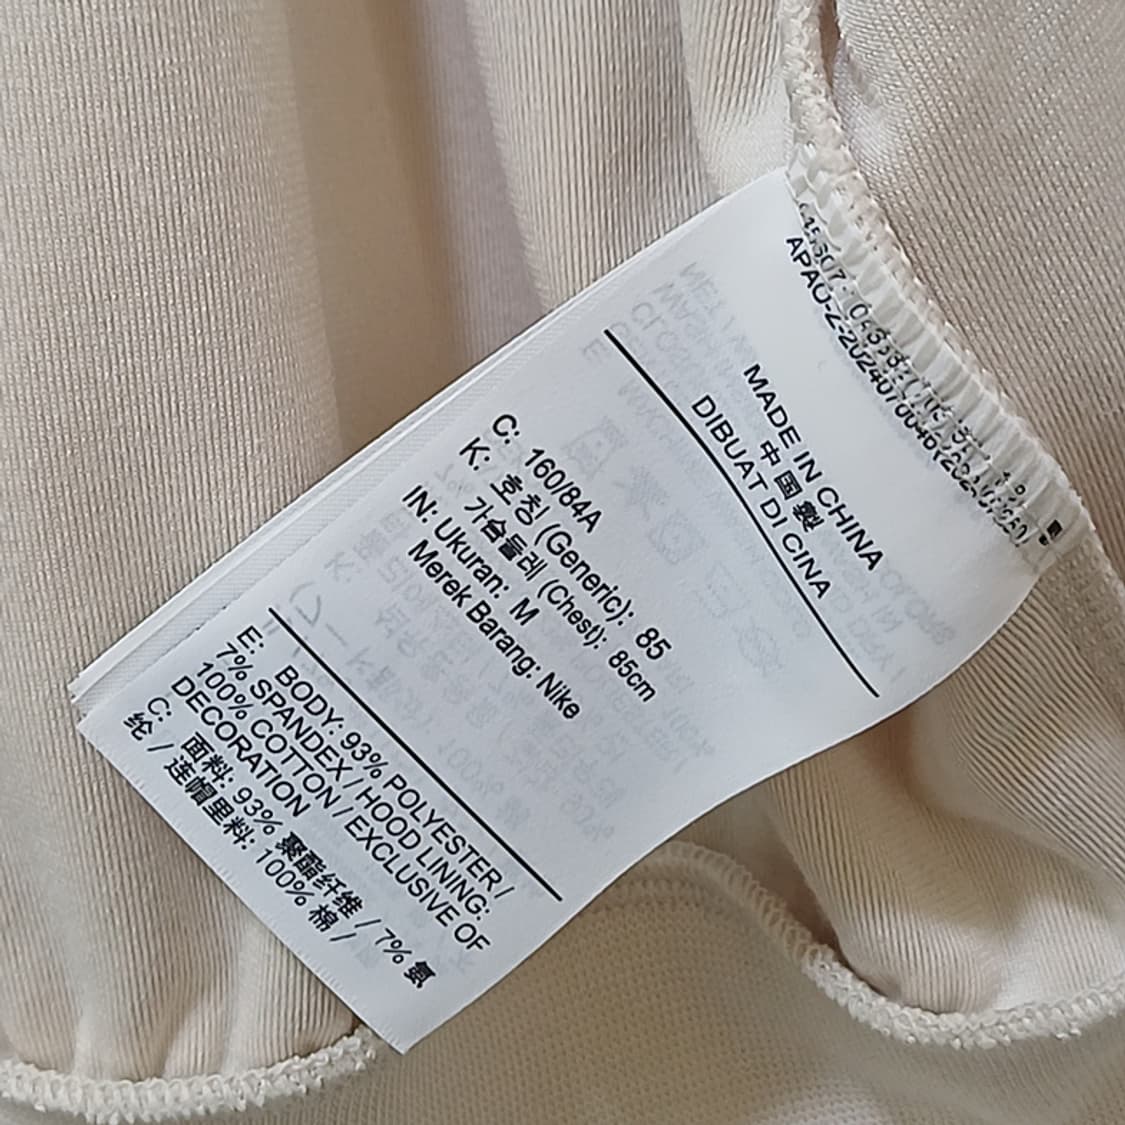 MADE IN CHINA
中国製
DIBUAT DI CINA
C: 160/84A
K: 호칭 (Generic): 85
가슴둘레 (Chest): 85cm
IN: Ukuran: M
Merek Barang: Nike
E: BODY: 93% POLYESTER /
7% SPANDEX / HOOD LINING:
100% COTTON / EXCLUSIVE OF
DECORATION
C: 面料: 93% 聚酯纤维 / 7% 氨
纶 / 连帽里料: 100% 棉 /